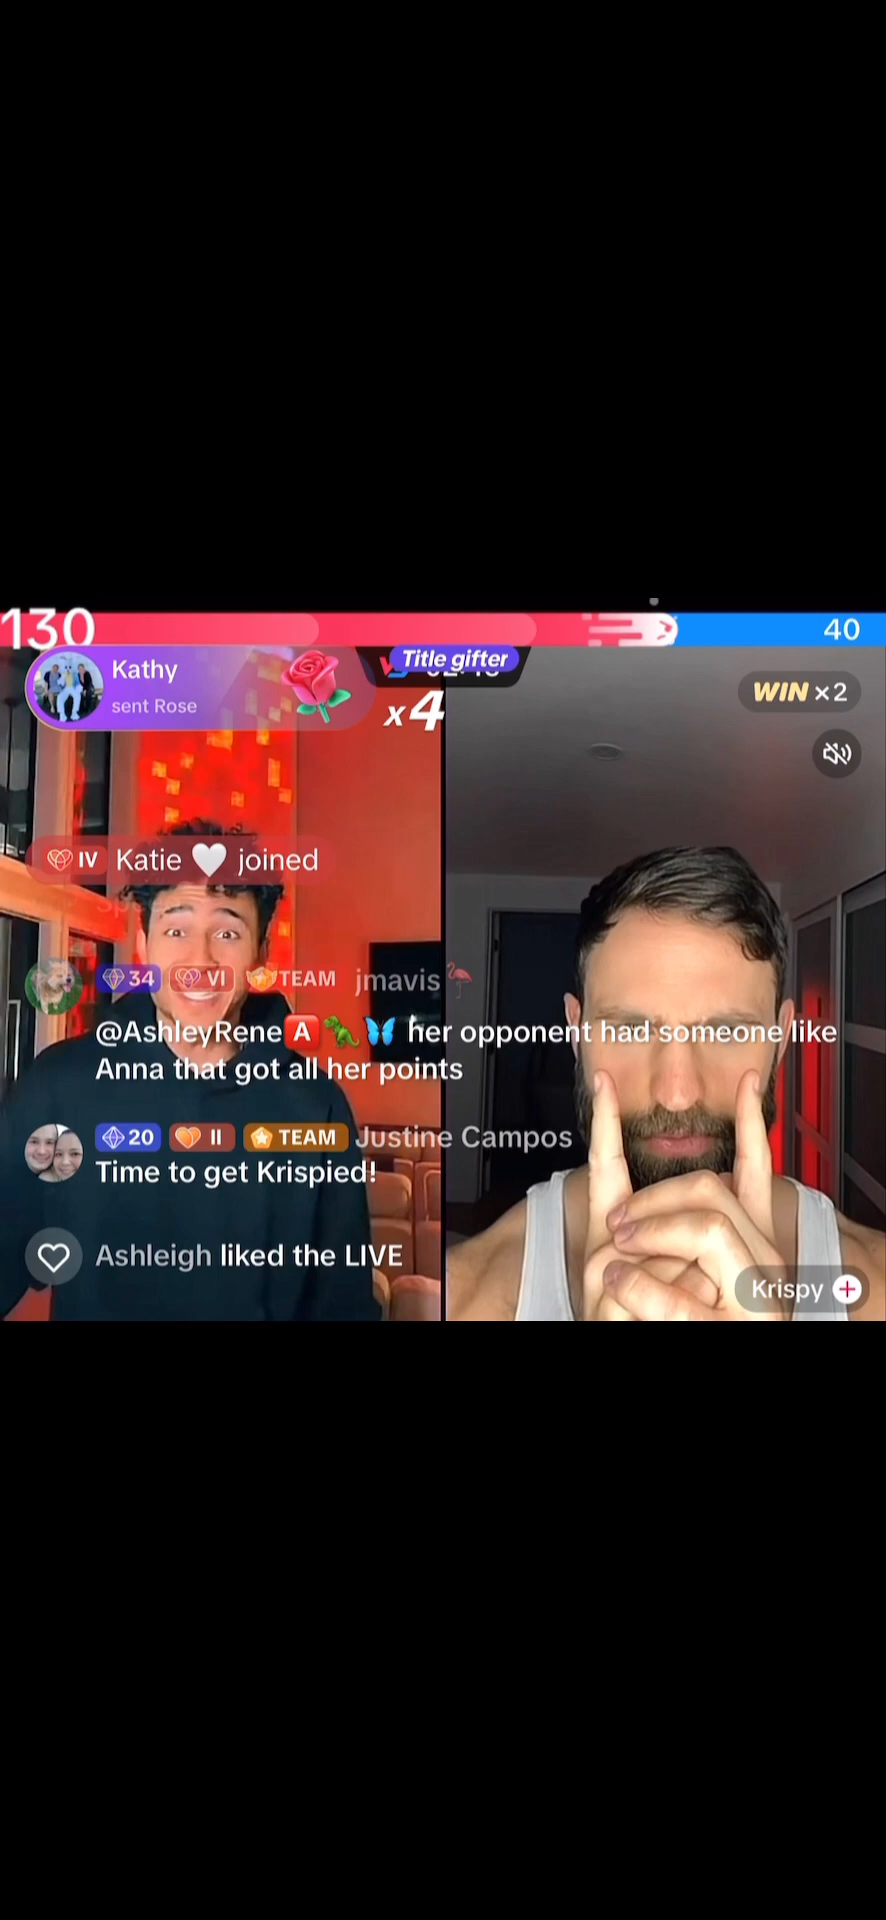 130
40
Title gifter
Kathy
sent Rose
x4
WIN x2
IV Katie 🤍 joined
34 VI TEAM jmavis🦩
@AshleyRene🅰️🦖🦋 her opponent had someone like
Anna that got all her points
20 II TEAM Justine Campos
Time to get Krispied!
Ashleigh liked the LIVE
Krispy +